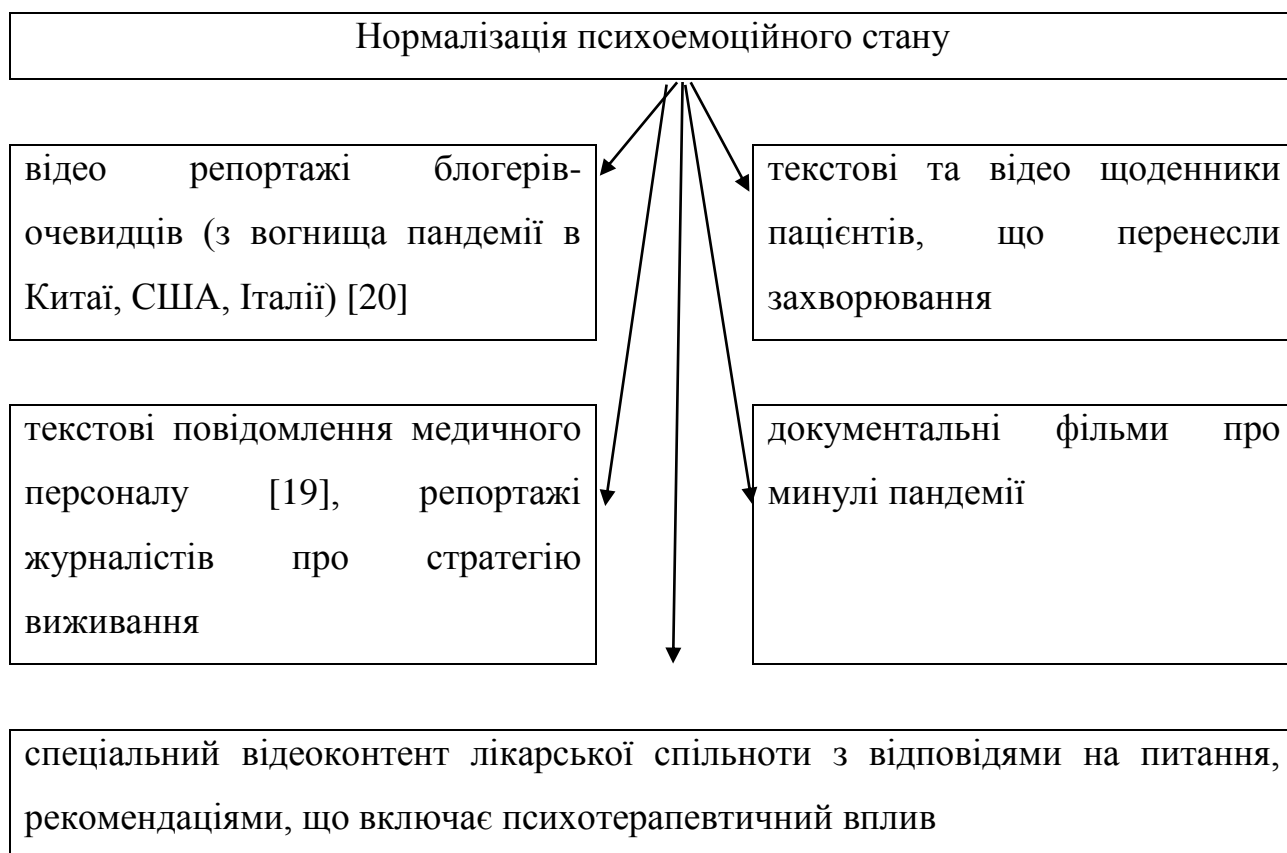 Нормалізація психоемоційного стану
відео репортажі блогерів-
очевидців (з вогнища пандемії в
Китаї, США, Італії) [20]
текстові та відео щоденники
пацієнтів, що перенесли
захворювання
текстові повідомлення медичного
персоналу [19], репортажі
журналістів про стратегію
виживання
документальні фільми про
минулі пандемії
спеціальний відеоконтент лікарської спільноти з відповідями на питання,
рекомендаціями, що включає психотерапевтичний вплив